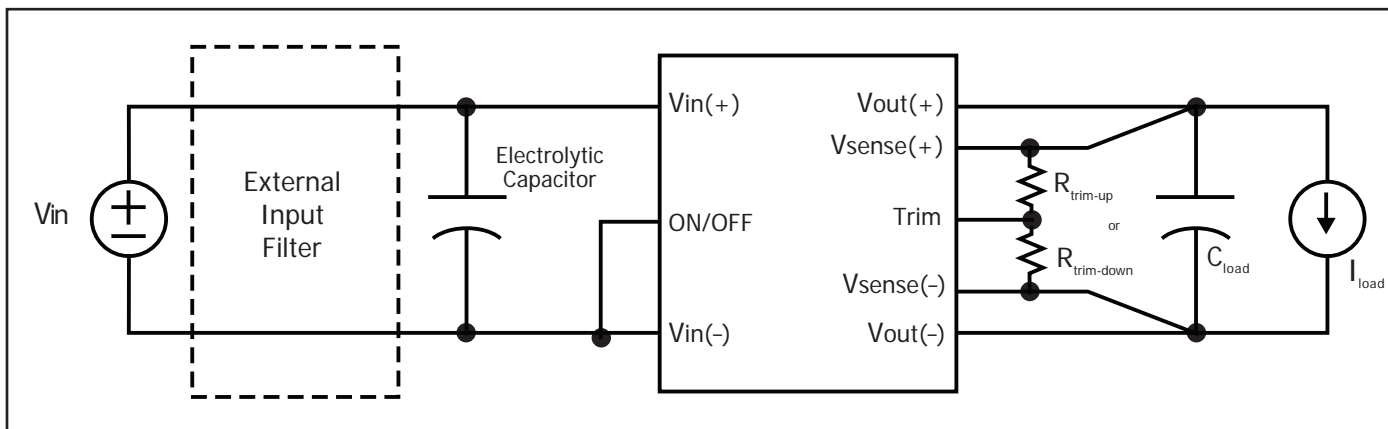 Vin
External
Input
Filter
Electrolytic
Capacitor
Vin(+)
ON/OFF
Vin(–)
Vout(+)
Vsense(+)
Trim
Vsense(–)
Vout(–)
Rtrim-up
or
Rtrim-down
Cload
Iload